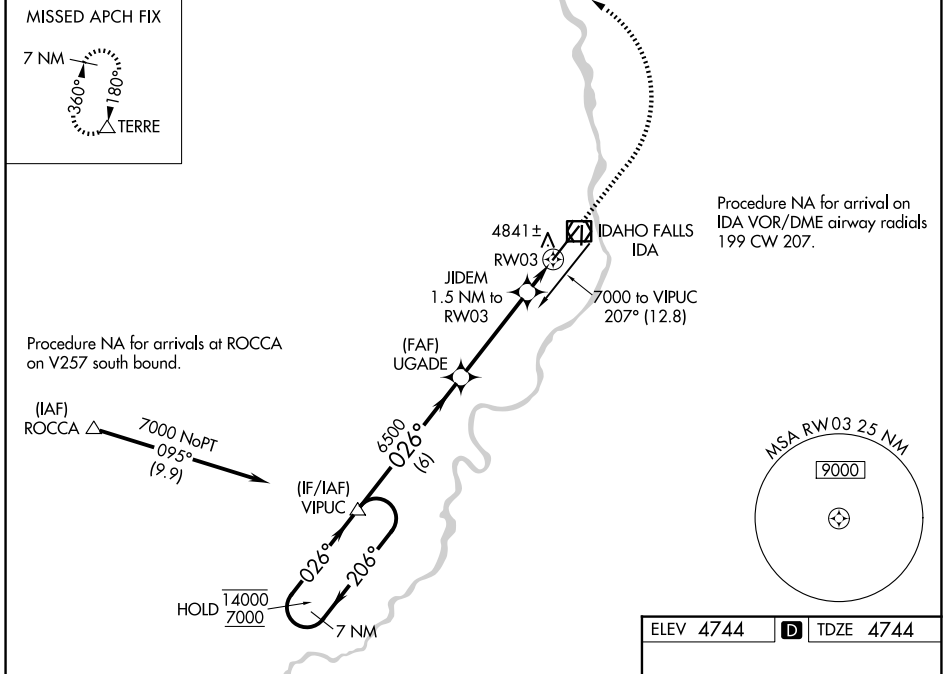 MISSED APCH FIX
7 NM
360°
180°
TERRE
Procedure NA for arrival on
IDA VOR/DME airway radials
199 CW 207.
4841±
IDAHO FALLS
IDA
RW03
JIDEM
1.5 NM to
RW03
7000 to VIPUC
207° (12.8)
Procedure NA for arrivals at ROCCA
on V257 south bound.
(FAF)
UGADE
(IAF)
ROCCA
7000 NoPT
095°
(9.9)
6500
026°
(6)
(IF/IAF)
VIPUC
026°
206°
HOLD
14000
7000
7 NM
MSA RW03 25 NM
9000
ELEV 4744
D
TDZE 4744